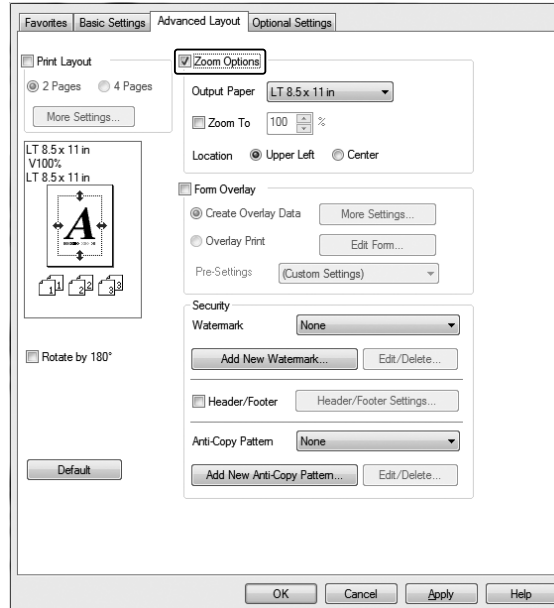 Favorites Basic Settings Advanced Layout Optional Settings
Print Layout
2 Pages 4 Pages
More Settings...
LT 8.5 x 11 in
V100%
LT 8.5 x 11 in
A
1 1 2 2 3 3
Rotate by 180°
Default
Zoom Options
Output Paper LT 8.5 x 11 in
Zoom To 100 %
Location Upper Left Center
Form Overlay
Create Overlay Data More Settings...
Overlay Print Edit Form...
Pre-Settings (Custom Settings)
Security
Watermark None
Add New Watermark... Edit/Delete...
Header/Footer Header/Footer Settings...
Anti-Copy Pattern None
Add New Anti-Copy Pattern... Edit/Delete...
OK Cancel Apply Help